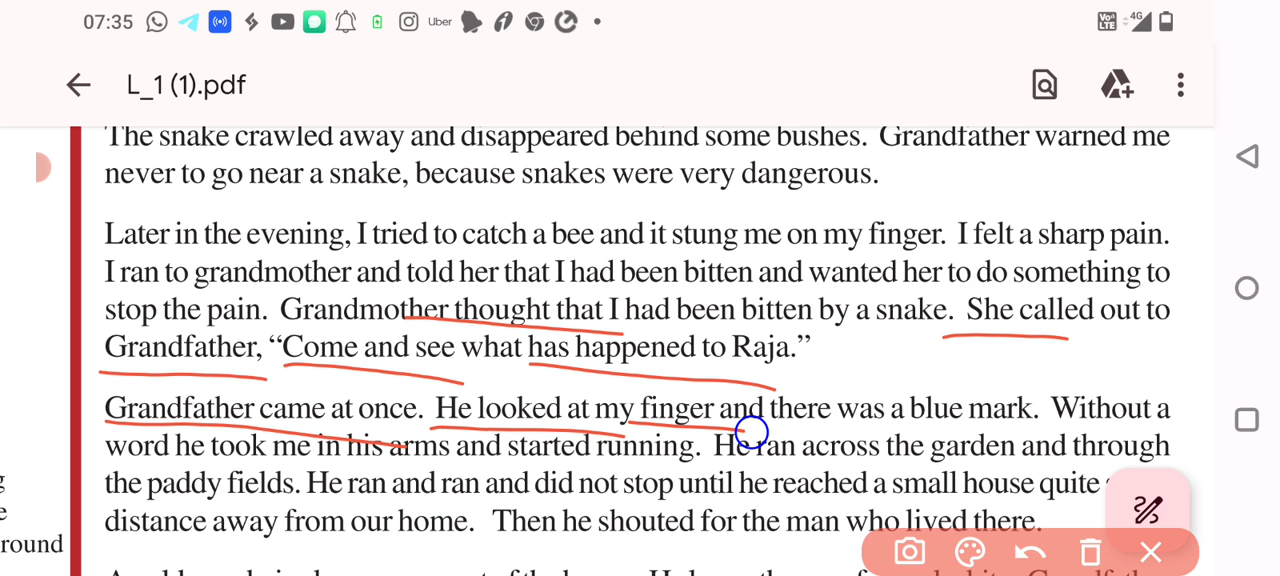 07:35 Uber Vo LTE 4G
L_1 (1).pdf
The snake crawled away and disappeared behind some bushes. Grandfather warned me
never to go near a snake, because snakes were very dangerous.
Later in the evening, I tried to catch a bee and it stung me on my finger. I felt a sharp pain.
I ran to grandmother and told her that I had been bitten and wanted her to do something to
stop the pain. Grandmother thought that I had been bitten by a snake. She called out to
Grandfather, “Come and see what has happened to Raja.”
Grandfather came at once. He looked at my finger and there was a blue mark. Without a
word he took me in his arms and started running. He ran across the garden and through
the paddy fields. He ran and ran and did not stop until he reached a small house quite
distance away from our home. Then he shouted for the man who lived there.
round